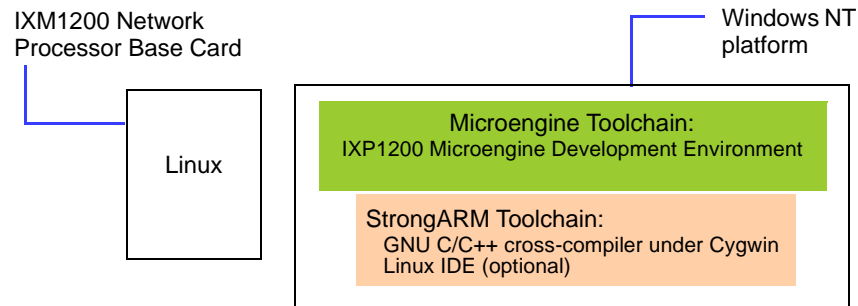 IXM1200 Network
Processor Base Card
Windows NT
platform
Linux
Microengine Toolchain:
IXP1200 Microengine Development Environment
StrongARM Toolchain:
GNU C/C++ cross-compiler under Cygwin
Linux IDE (optional)